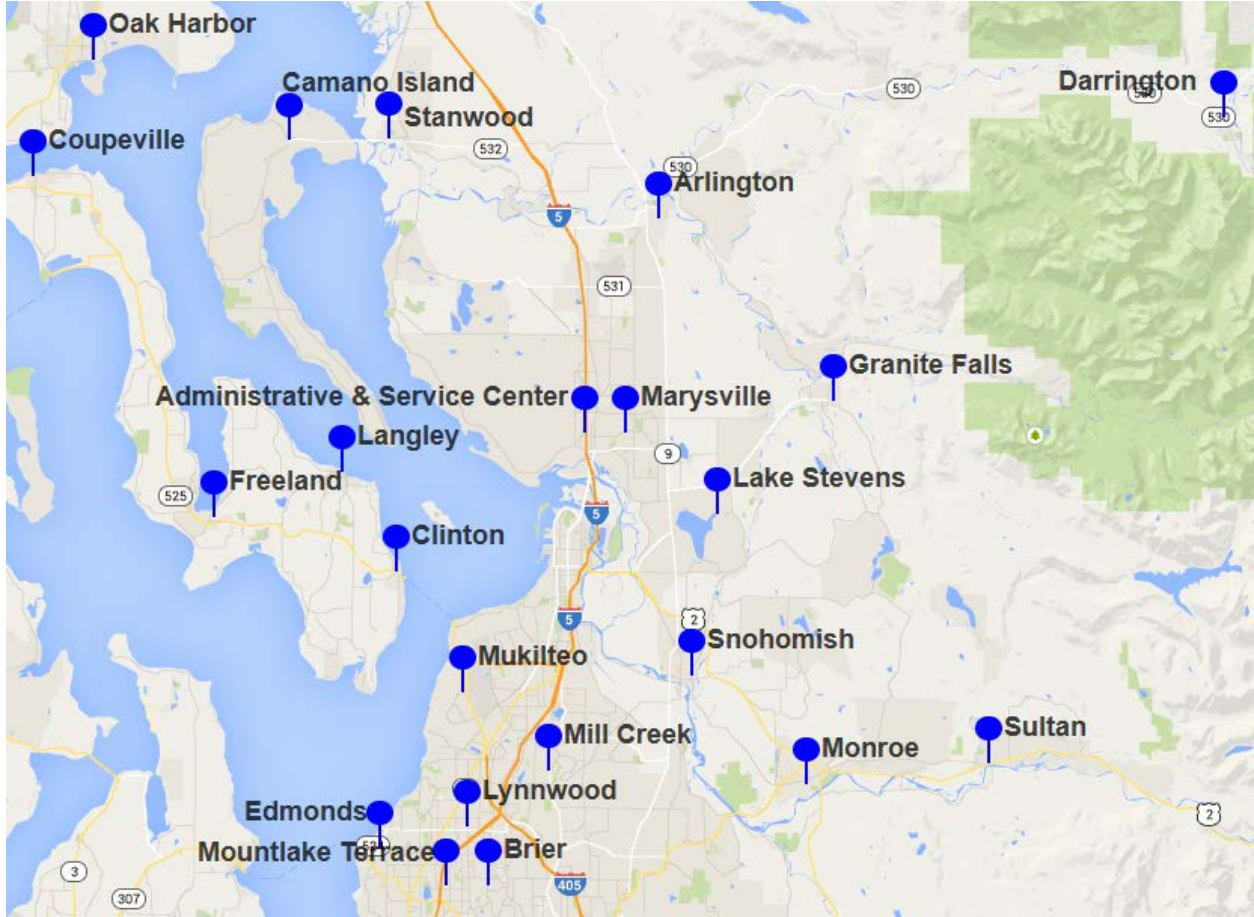 Oak Harbor
Camano Island
Darrington
530
530
Stanwood
530
Coupeville
532
530
Arlington
5
531
Granite Falls
Administrative & Service Center
Marysville
Langley
9
Freeland
Lake Stevens
525
5
Clinton
5
2
Snohomish
Mukilteo
Sultan
Mill Creek
Monroe
Lynnwood
Edmonds
2
Mountlake Terrace
Brier
3
405
307